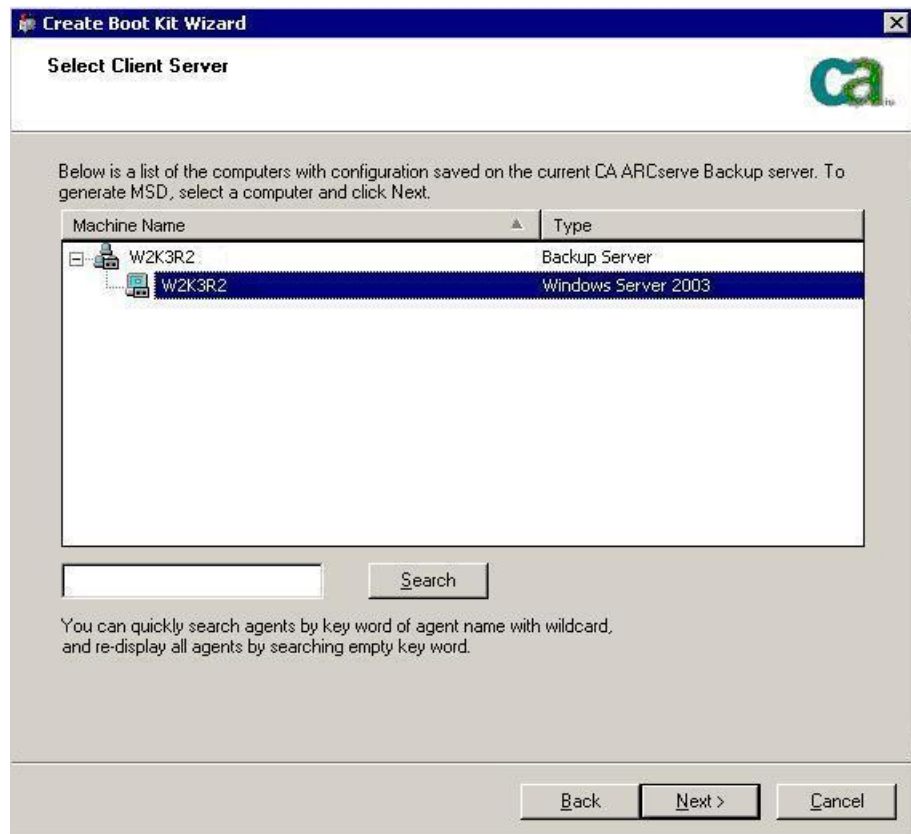 Create Boot Kit Wizard
Select Client Server
ca
Below is a list of the computers with configuration saved on the current CA ARCserve Backup server. To
generate MSD, select a computer and click Next.
Machine Name Type
W2K3R2 Backup Server
W2K3R2 Windows Server 2003
Search
You can quickly search agents by key word of agent name with wildcard,
and re-display all agents by searching empty key word.
Back Next > Cancel